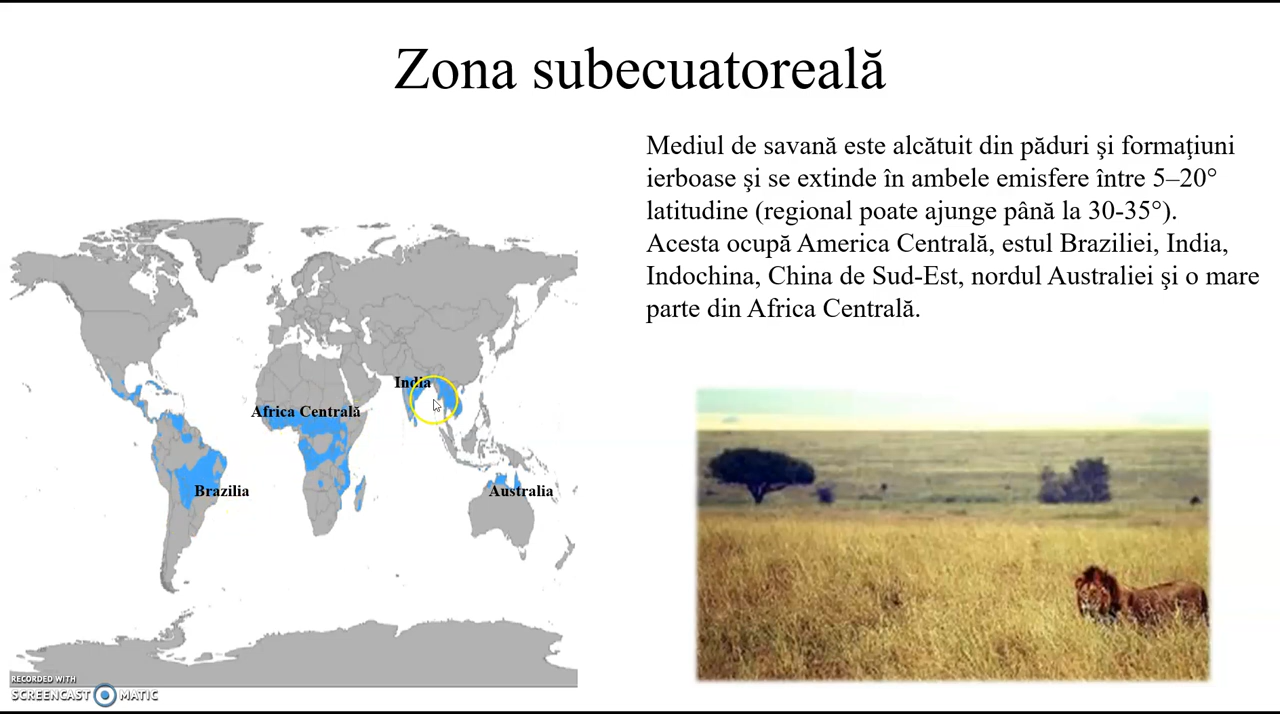 Zona subecuatoreală
Mediul de savană este alcătuit din păduri şi formaţiuni
ierboase şi se extinde în ambele emisfere între 5–20°
latitudine (regional poate ajunge până la 30-35°).
Acesta ocupă America Centrală, estul Braziliei, India,
Indochina, China de Sud-Est, nordul Australiei şi o mare
parte din Africa Centrală.
India
Africa Centrală
Brazilia
Australia
RECORDED WITH
SCREENCAST MATIC